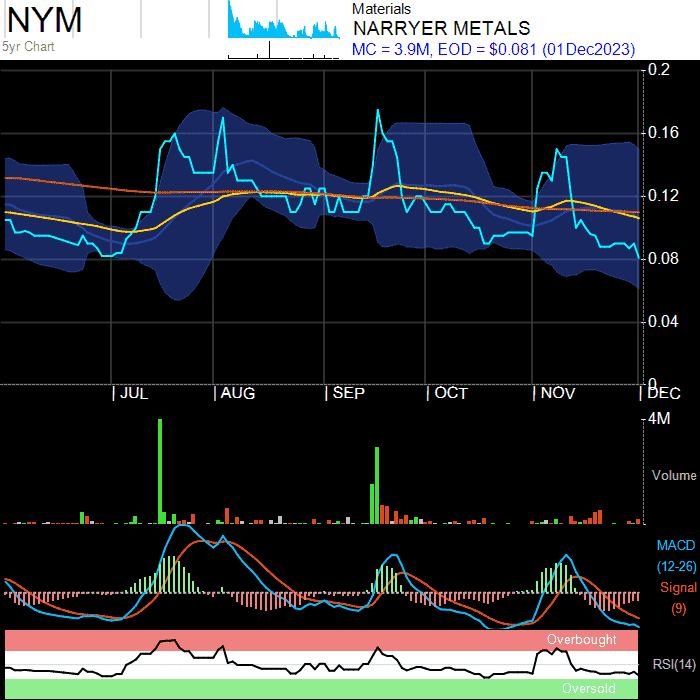 NYM
5yr Chart
Materials
NARRYER METALS
MC = 3.9M, EOD = $0.081 (01Dec2023)
0.2
0.16
0.12
0.08
0.04
0
JUL AUG SEP OCT NOV DEC
4M
Volume
MACD
(12-26)
Signal
(9)
Overbought
RSI(14)
Oversold